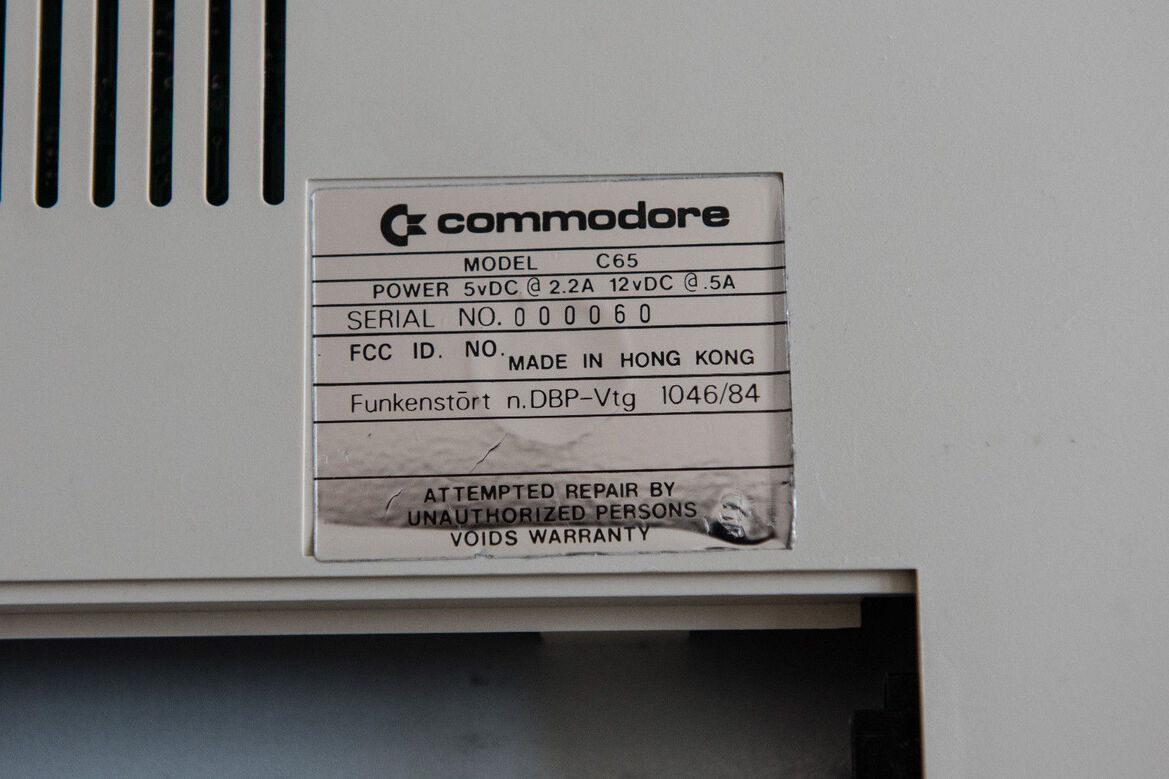 commodore
MODEL C65
POWER 5vDC @ 2.2A 12vDC @ .5A
SERIAL NO. 000060
FCC ID. NO. MADE IN HONG KONG
Funkenstōrt n.DBP-Vtg 1046/84
ATTEMPTED REPAIR BY
UNAUTHORIZED PERSONS
VOIDS WARRANTY